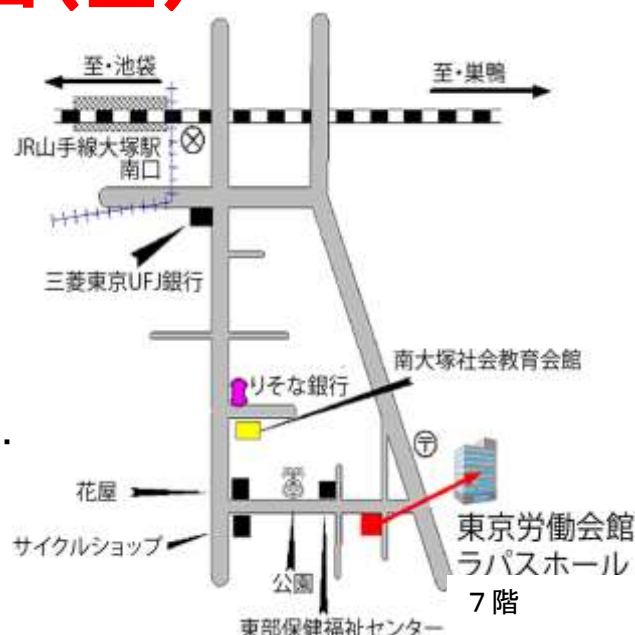 至・池袋
至・巣鴨
JR山手線大塚駅
南口
三菱東京UFJ銀行
南大塚社会教育会館
りそな銀行
〒
花屋
サイクルショップ
公園
東京労働会館
ラパスホール
７階
東部保健福祉センター